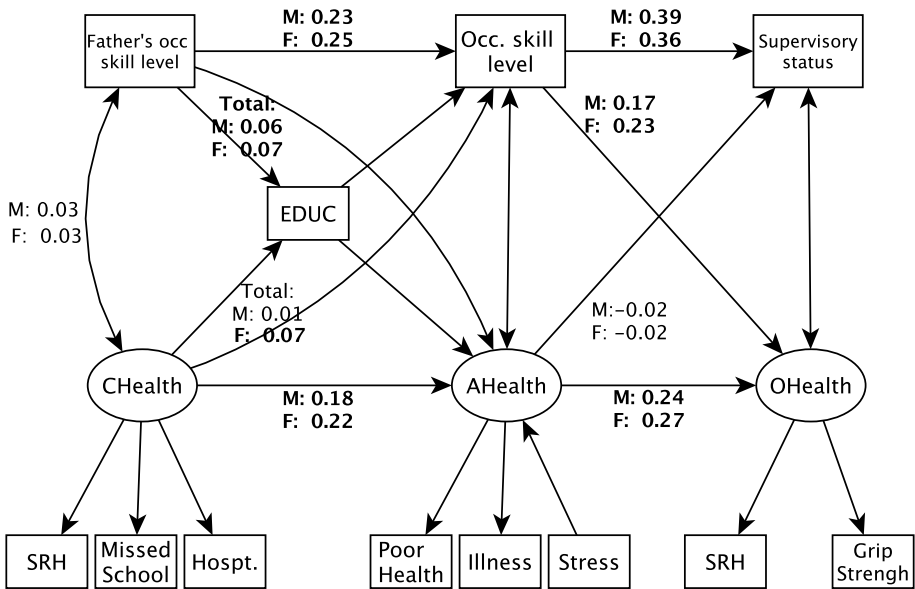 Father's occ
skill level
M: 0.23
F: 0.25
Occ. skill
level
M: 0.39
F: 0.36
Supervisory
status
Total:
M: 0.06
F: 0.07
M: 0.17
F: 0.23
M: 0.03
F: 0.03
EDUC
Total:
M: 0.01
F: 0.07
M:-0.02
F: -0.02
CHealth
M: 0.18
F: 0.22
AHealth
M: 0.24
F: 0.27
OHealth
SRH
Missed
School
Hospt.
Poor
Health
Illness
Stress
SRH
Grip
Strengh